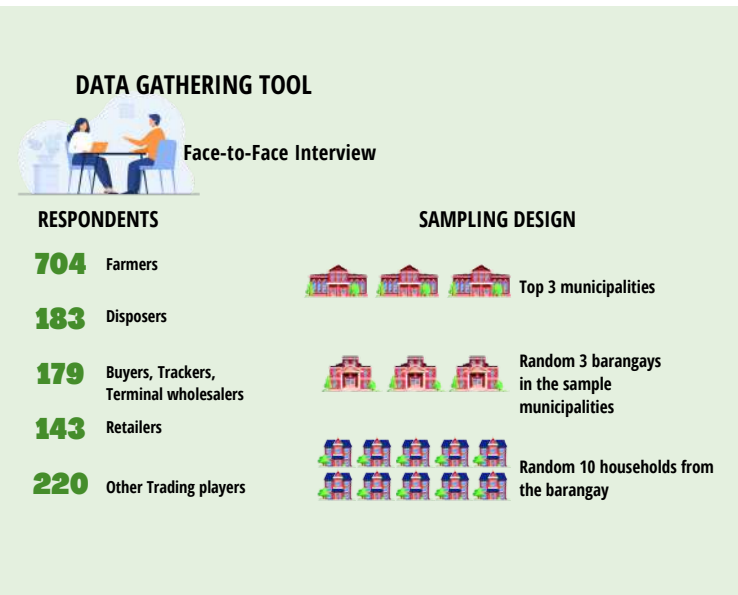 DATA GATHERING TOOL
Face-to-Face Interview
RESPONDENTS
704 Farmers
183 Disposers
179 Buyers, Trackers,
Terminal wholesalers
143 Retailers
220 Other Trading players
SAMPLING DESIGN
Top 3 municipalities
Random 3 barangays
in the sample
municipalities
Random 10 households from
the barangay